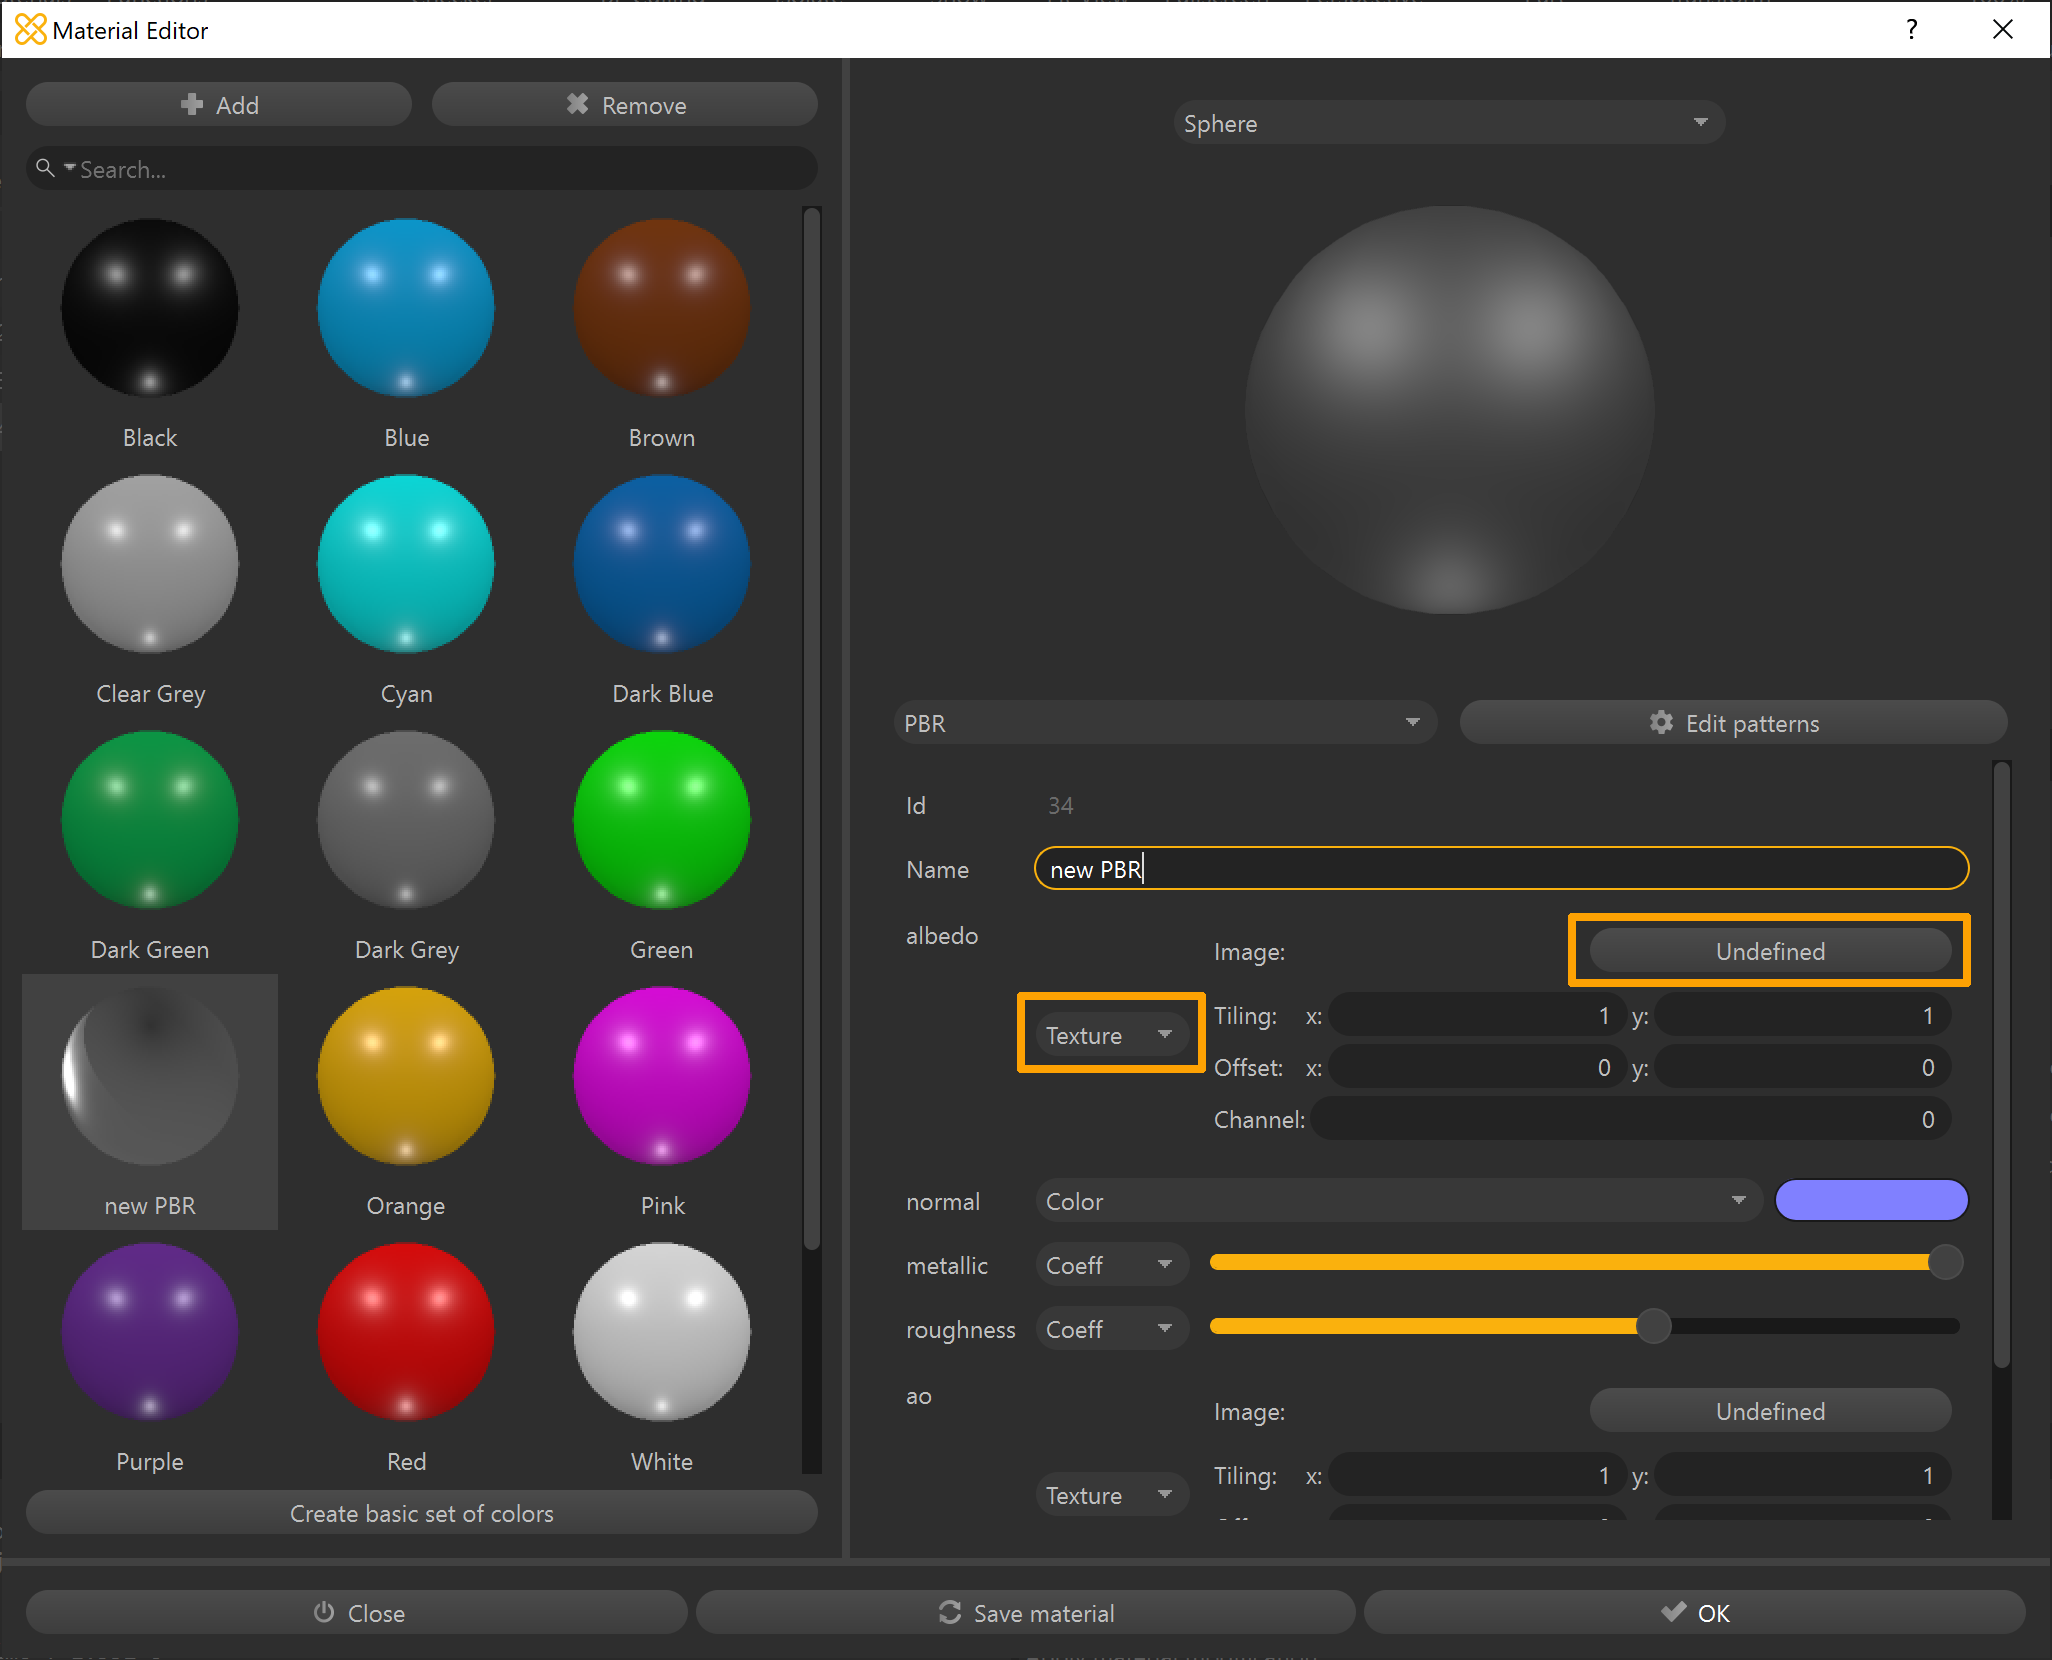 Material Editor
?
Add
Remove
Search...
Black
Blue
Brown
Clear Grey
Cyan
Dark Blue
Dark Green
Dark Grey
Green
new PBR
Orange
Pink
Purple
Red
White
Create basic set of colors
Sphere
PBR
Edit patterns
Id 34
Name new PBR
albedo
Image: Undefined
Texture
Tiling: x: 1 y: 1
Offset: x: 0 y: 0
Channel: 0
normal Color
metallic Coeff
roughness Coeff
ao
Image: Undefined
Texture
Tiling: x: 1 y: 1
Close
Save material
OK